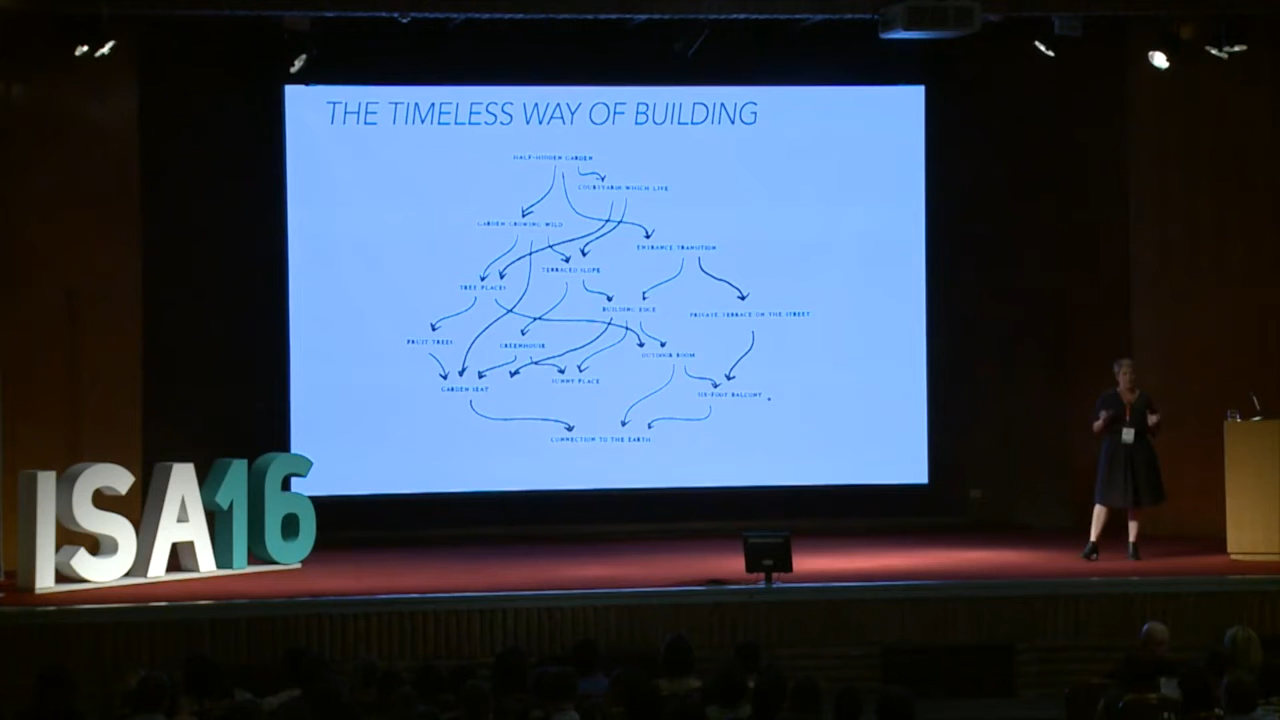 THE TIMELESS WAY OF BUILDING
HALF-HIDDEN GARDEN
COURTYARDS WHICH LIVE
GARDEN GROWING WILD
ENTRANCE TRANSITION
TERRACED SLOPE
TREE PLACES
BUILDING EDGE
PRIVATE TERRACE ON THE STREET
FRUIT TREES
GREENHOUSE
OUTDOOR ROOM
SUNNY PLACE
GARDEN SEAT
SIX-FOOT BALCONY
CONNECTION TO THE EARTH
ISA16